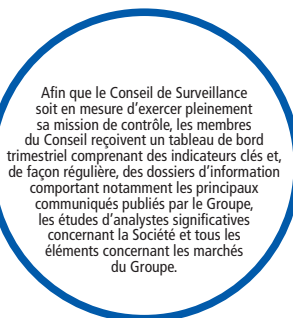 Afin que le Conseil de Surveillance
soit en mesure d’exercer pleinement
sa mission de contrôle, les membres
du Conseil reçoivent un tableau de bord
trimestriel comprenant des indicateurs clés et,
de façon régulière, des dossiers d’information
comportant notamment les principaux
communiqués publiés par le Groupe,
les études d’analystes significatives
concernant la Société et tous les
éléments concernant les marchés
du Groupe.